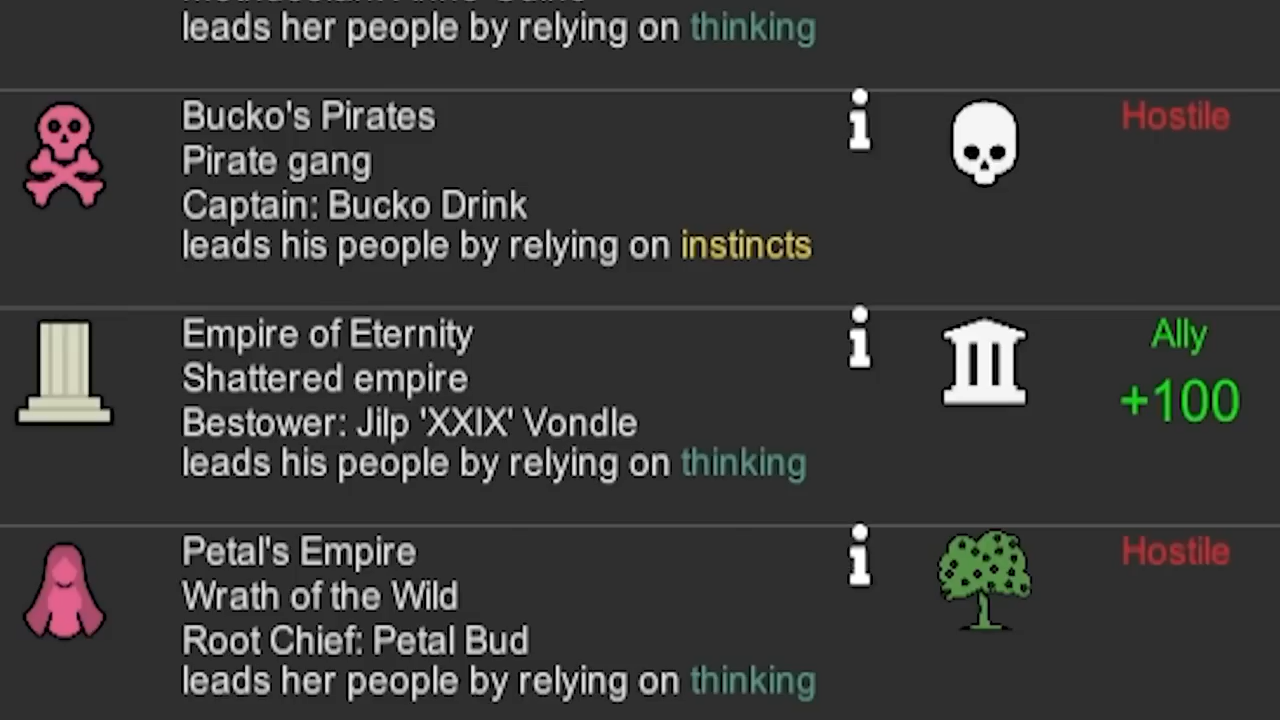 leads her people by relying on thinking
Bucko's Pirates
Hostile
Pirate gang
Captain: Bucko Drink
leads his people by relying on instincts
Empire of Eternity
Ally
Shattered empire
+100
Bestower: Jilp 'XXIX' Vondle
leads his people by relying on thinking
Petal's Empire
Hostile
Wrath of the Wild
Root Chief: Petal Bud
leads her people by relying on thinking